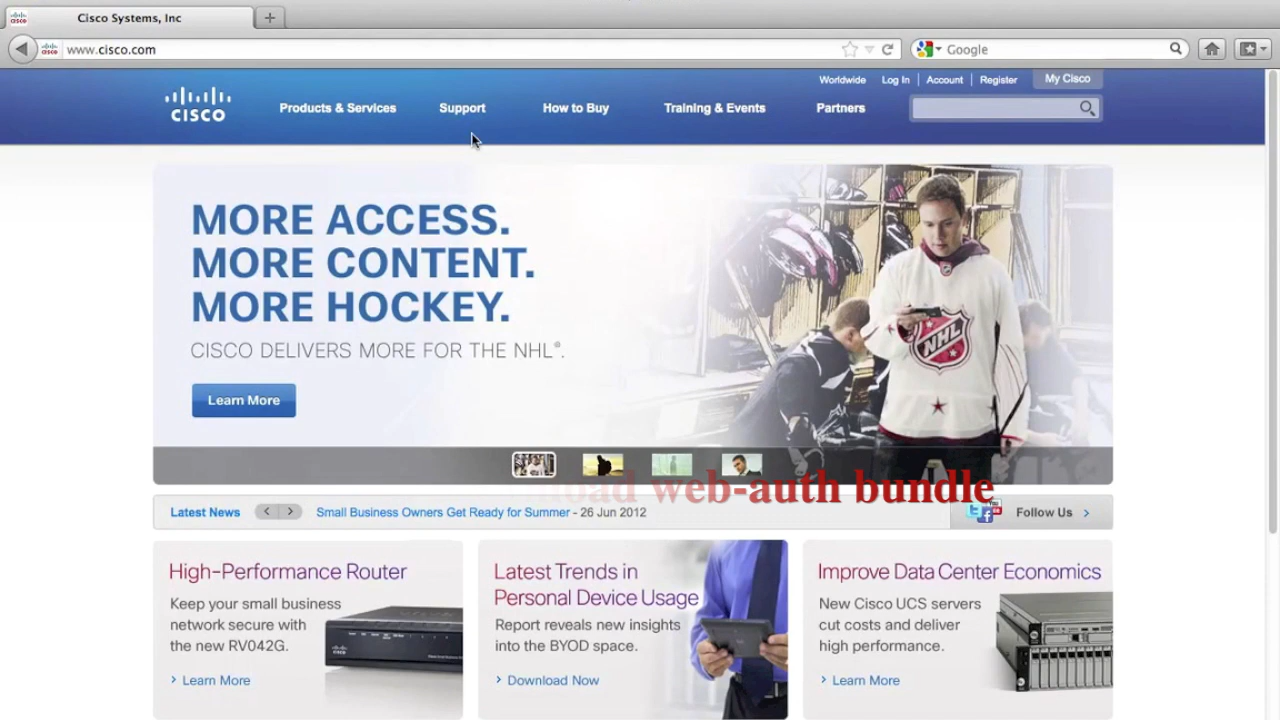 Cisco Systems, Inc
www.cisco.com
Google
Worldwide Log In Account Register My Cisco
CISCO
Products & Services Support How to Buy Training & Events Partners
MORE ACCESS.
MORE CONTENT.
MORE HOCKEY.
CISCO DELIVERS MORE FOR THE NHL®.
Learn More
NHL
web-auth bundle
Latest News Small Business Owners Get Ready for Summer - 26 Jun 2012 Follow Us
High-Performance Router
Keep your small business
network secure with
the new RV042G.
Learn More
Latest Trends in
Personal Device Usage
Report reveals new insights
into the BYOD space.
Download Now
Improve Data Center Economics
New Cisco UCS servers
cut costs and deliver
high performance.
Learn More